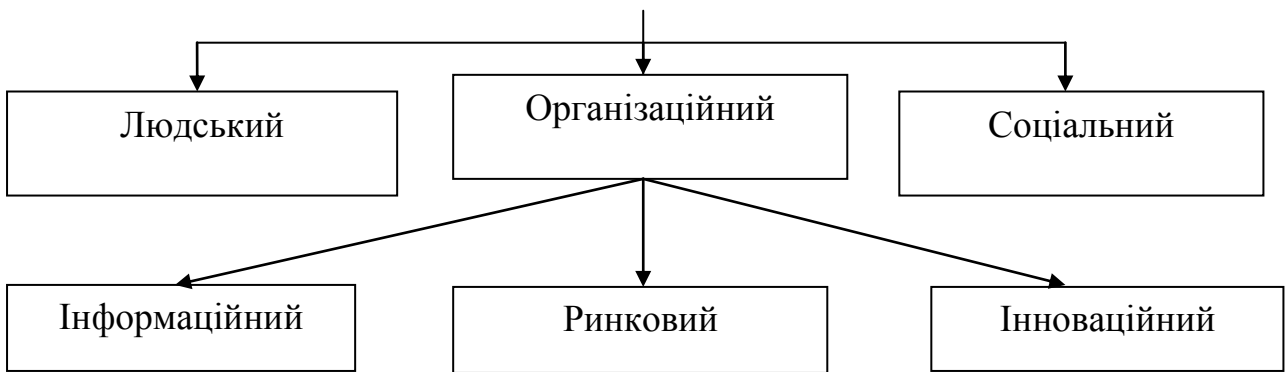 Людський
Організаційний
Соціальний
Інформаційний
Ринковий
Інноваційний